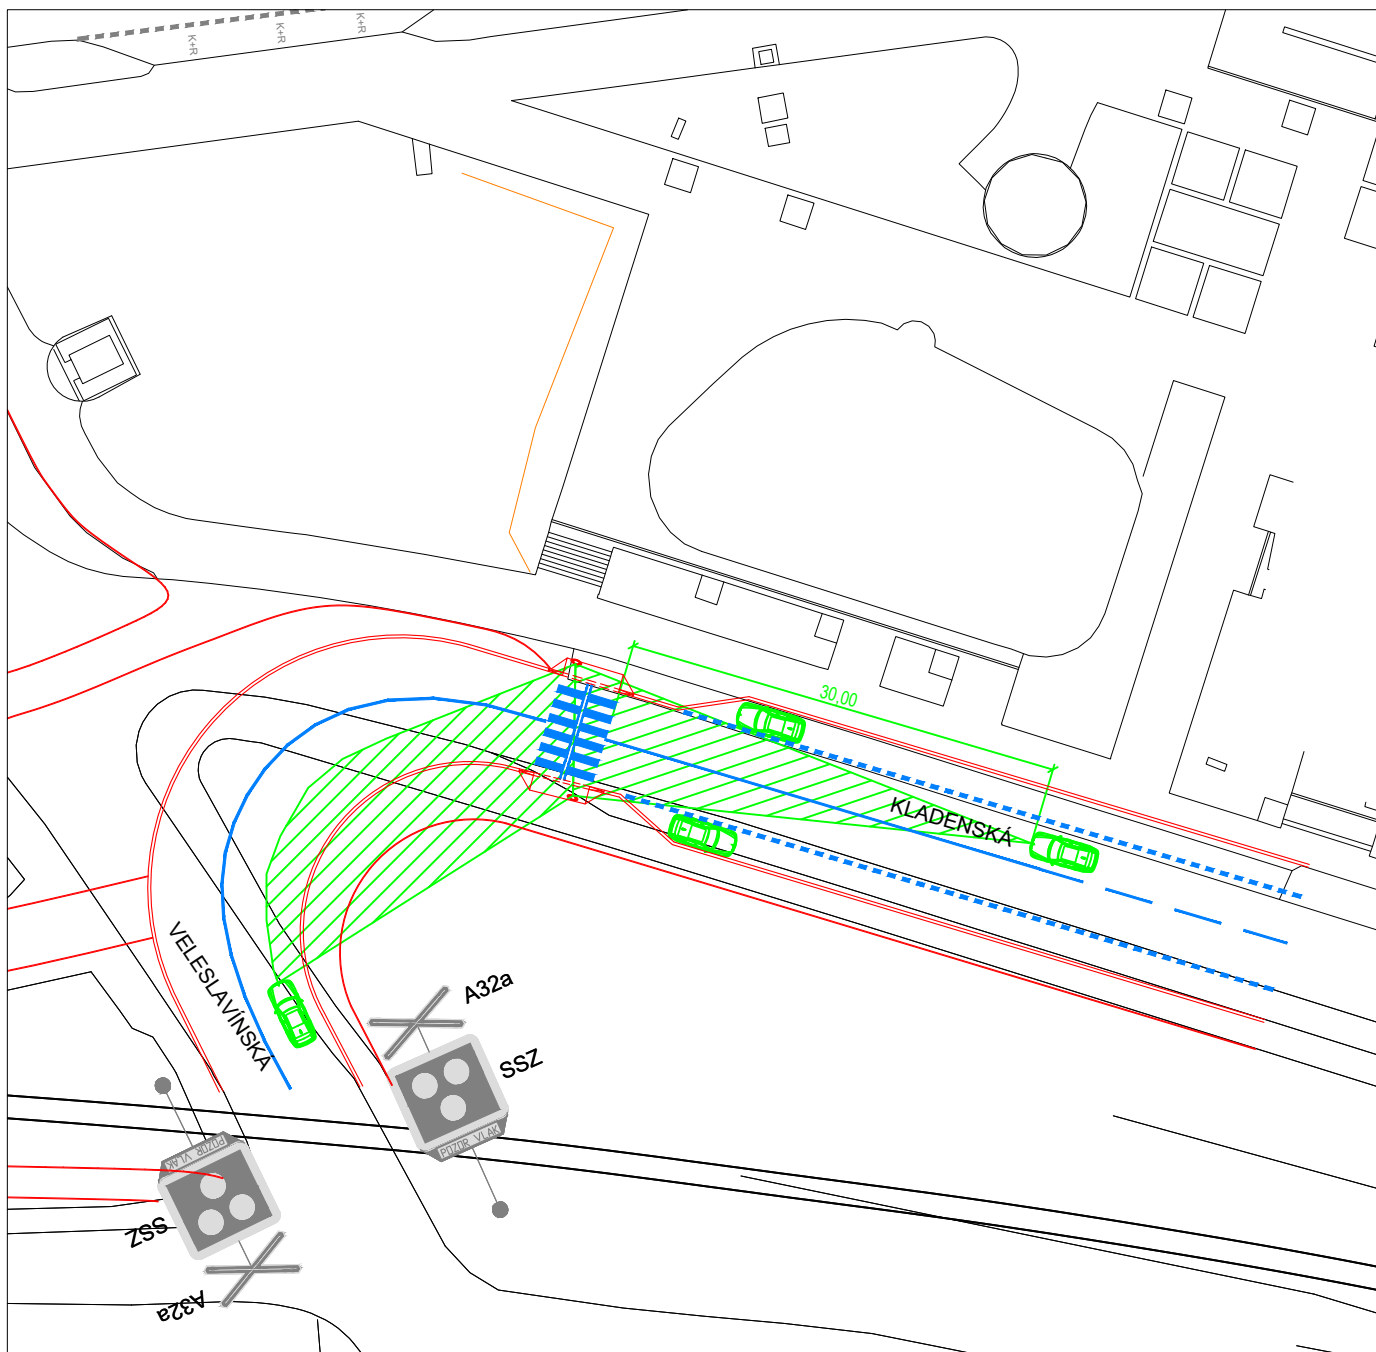 K+R
K+R
K+R
30,00
KLADENSKÁ
VELESLAVÍNSKÁ
A32a
SSZ
POZOR VLAK
POZOR VLAK
SSZ
A32a